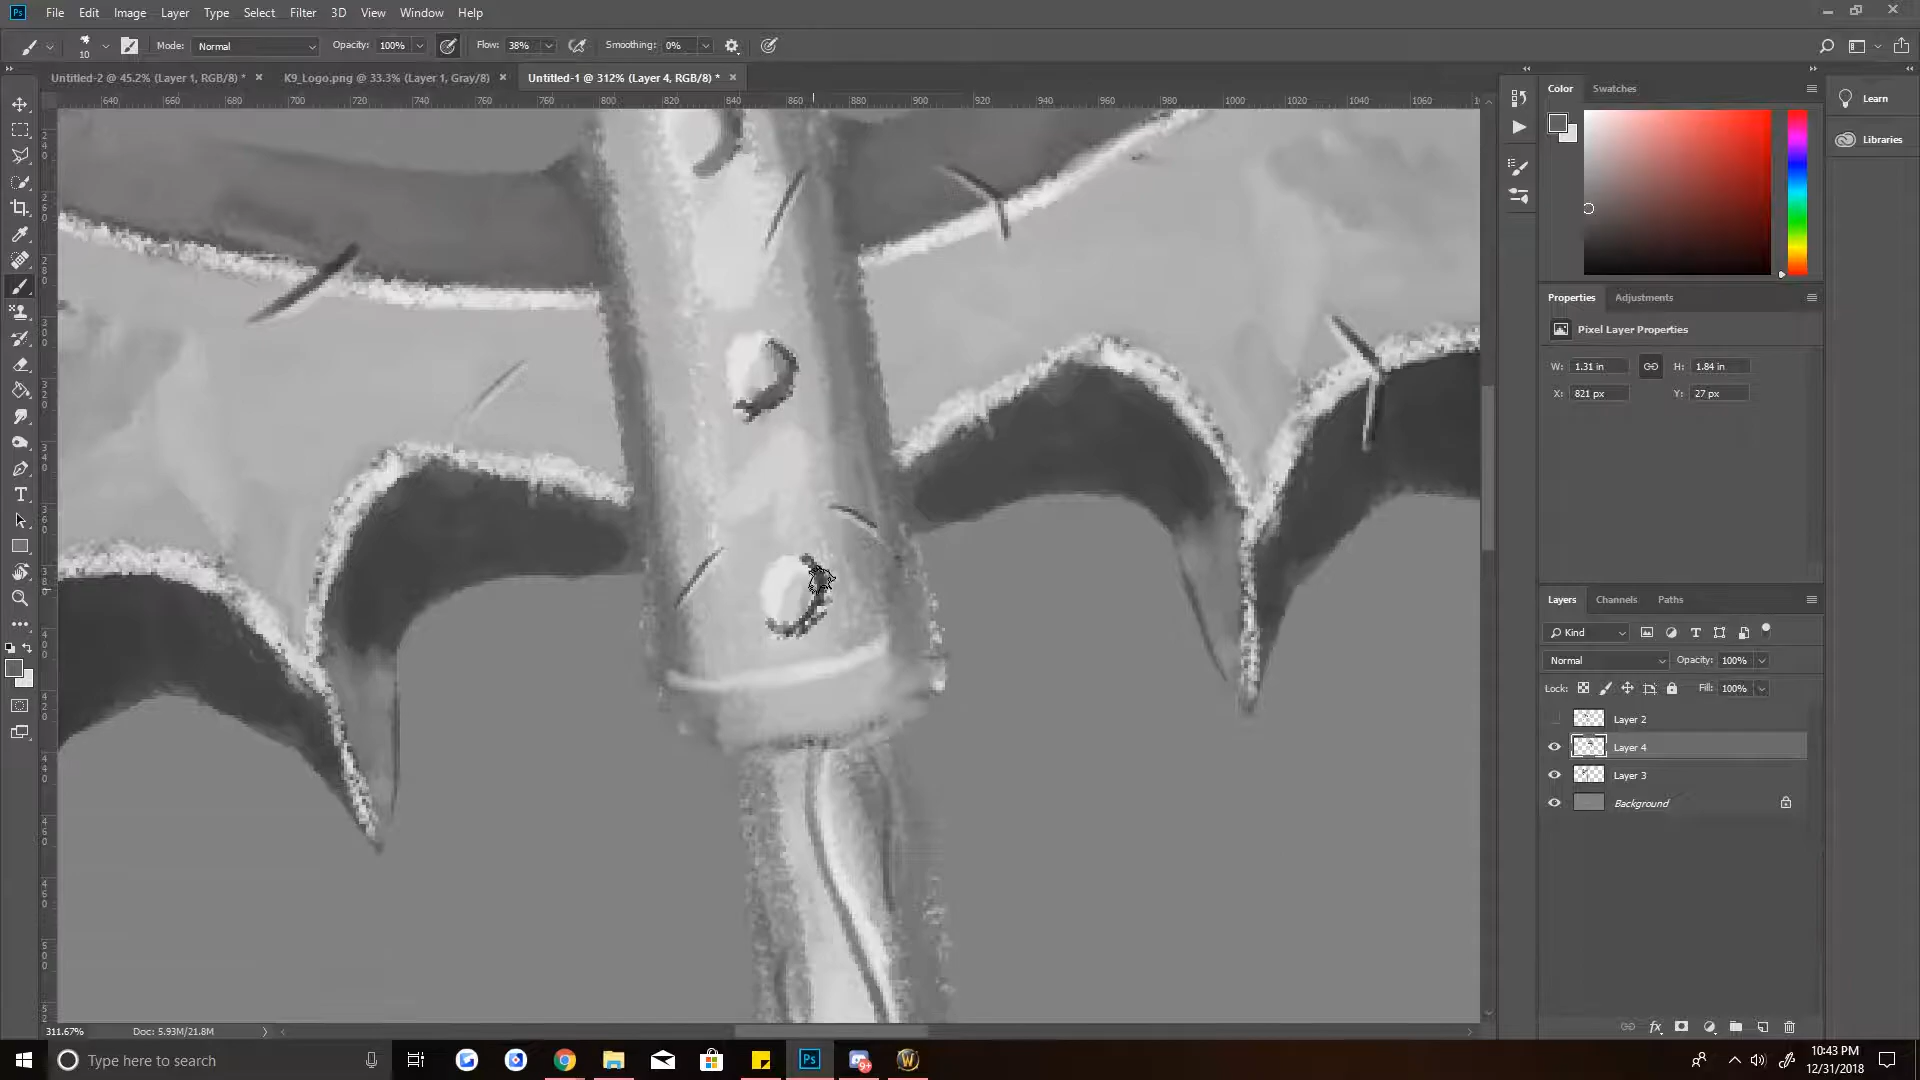 Ps File Edit Image Layer Type Select Filter 3D View Window Help
10 Mode: Normal Opacity: 100% Flow: 38% Smoothing: 0%
Untitled-2 @ 45.2% (Layer 1, RGB/8) * × K9_Logo.png @ 33.3% (Layer 1, Gray/8) × Untitled-1 @ 312% (Layer 4, RGB/8) * ×
640 660 680 700 720 740 760 780 800 820 840 860 880 900 920 940 960 980 1000 1020 1040 1060
Color Swatches
Learn
Libraries
Properties Adjustments
Pixel Layer Properties
W: 1.31 in H: 1.84 in
X: 821 px Y: 27 px
Layers Channels Paths
Kind
Normal Opacity: 100%
Lock: Fill: 100%
Layer 2
Layer 4
Layer 3
Background
fx
311.67% Doc: 5.93M/21.8M
Type here to search
Ps
9+
W
10:43 PM
12/31/2018